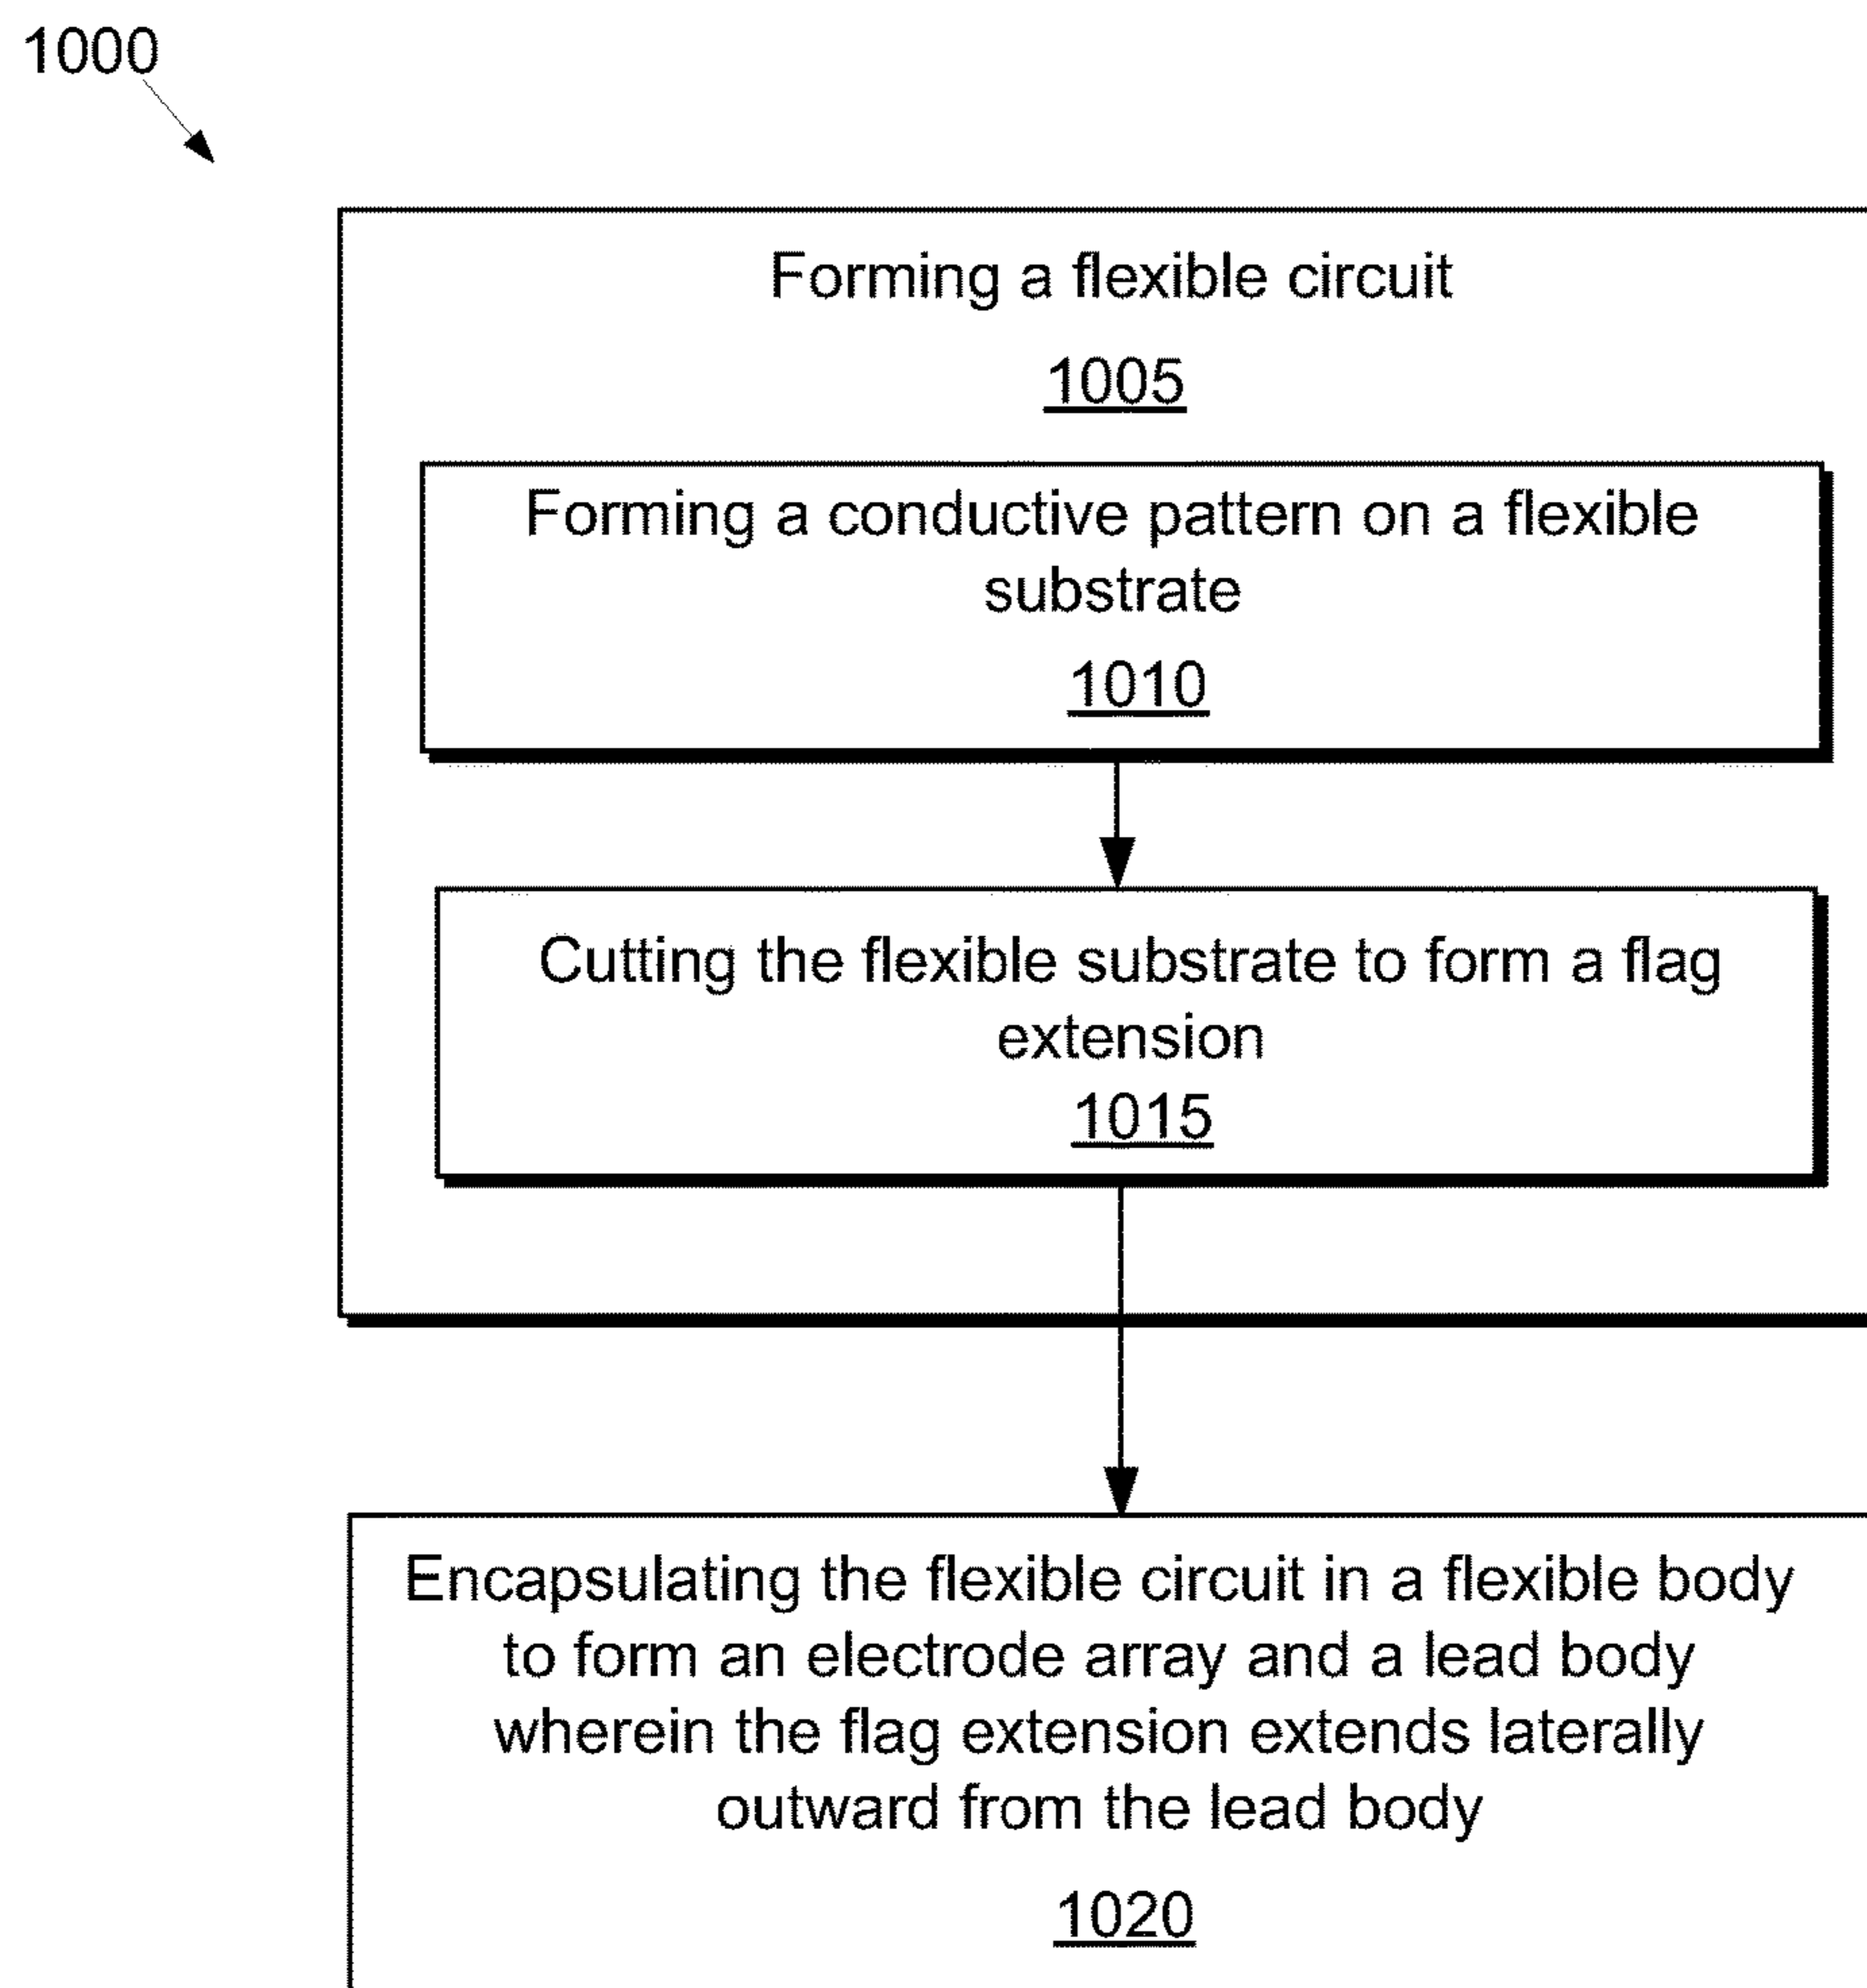 1000
Forming a flexible circuit
1005
Forming a conductive pattern on a flexible
substrate
1010
Cutting the flexible substrate to form a flag
extension
1015
Encapsulating the flexible circuit in a flexible body
to form an electrode array and a lead body
wherein the flag extension extends laterally
outward from the lead body
1020